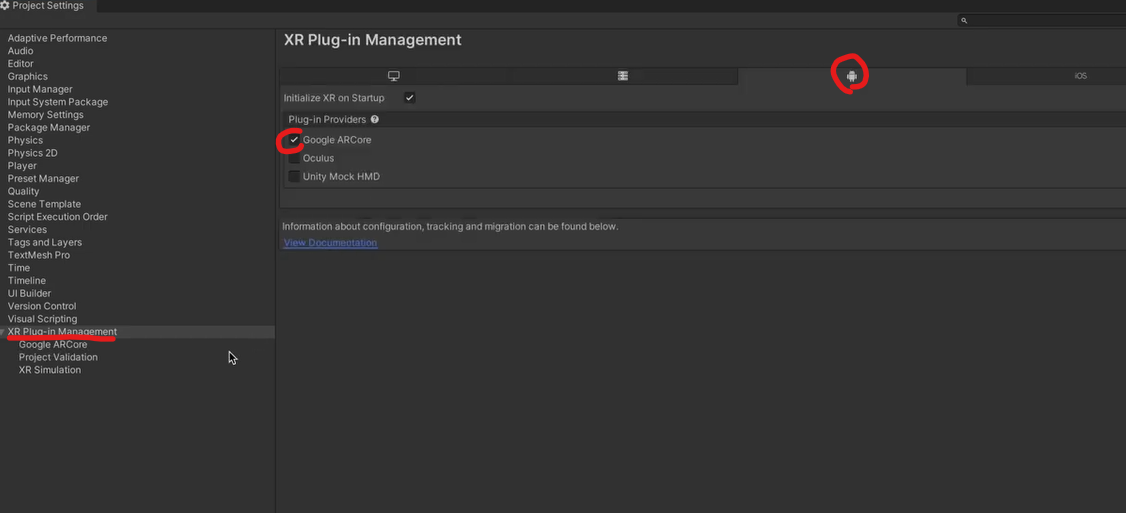 Project Settings
XR Plug-in Management
Adaptive Performance
Audio
Editor
Graphics
Input Manager
Input System Package
Memory Settings
Package Manager
Physics
Physics 2D
Player
Preset Manager
Quality
Scene Template
Script Execution Order
Services
Tags and Layers
TextMesh Pro
Time
Timeline
UI Builder
Version Control
Visual Scripting
XR Plug-in Management
Google ARCore
Project Validation
XR Simulation
iOS
Initialize XR on Startup
Plug-in Providers
Google ARCore
Oculus
Unity Mock HMD
Information about configuration, tracking and migration can be found below.
View Documentation